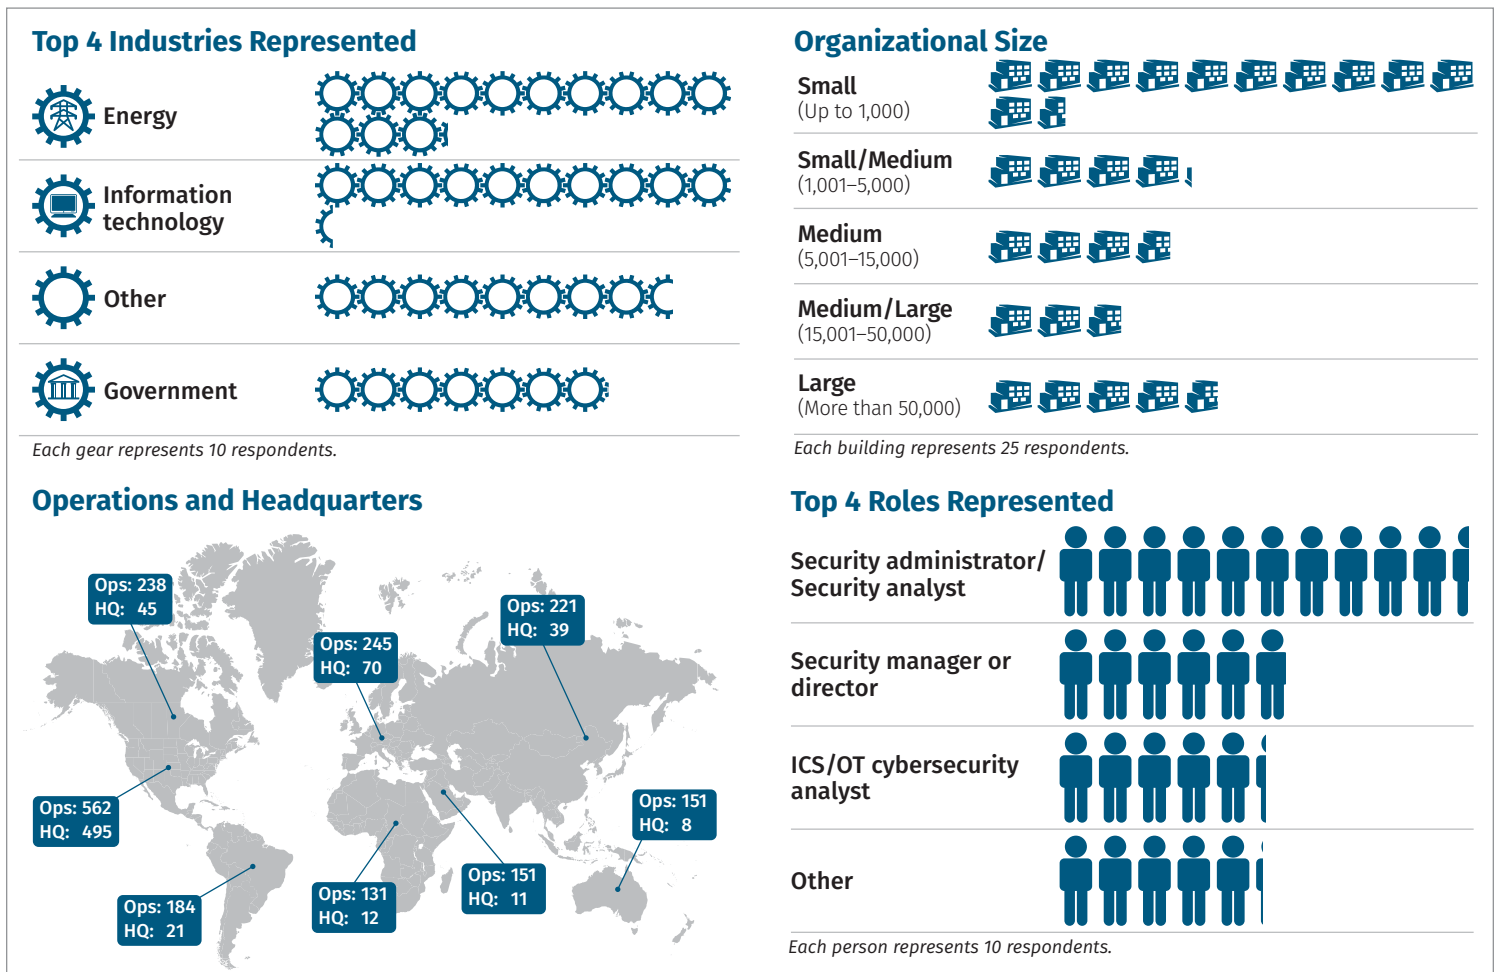 Top 4 Industries Represented
Energy
Information
technology
Other
Government
Each gear represents 10 respondents.
Organizational Size
Small
(Up to 1,000)
Small/Medium
(1,001–5,000)
Medium
(5,001–15,000)
Medium/Large
(15,001–50,000)
Large
(More than 50,000)
Each building represents 25 respondents.
Operations and Headquarters
Ops: 238
HQ: 45
Ops: 245
HQ: 70
Ops: 221
HQ: 39
Ops: 562
HQ: 495
Ops: 151
HQ: 8
Ops: 184
HQ: 21
Ops: 131
HQ: 12
Ops: 151
HQ: 11
Top 4 Roles Represented
Security administrator/
Security analyst
Security manager or
director
ICS/OT cybersecurity
analyst
Other
Each person represents 10 respondents.